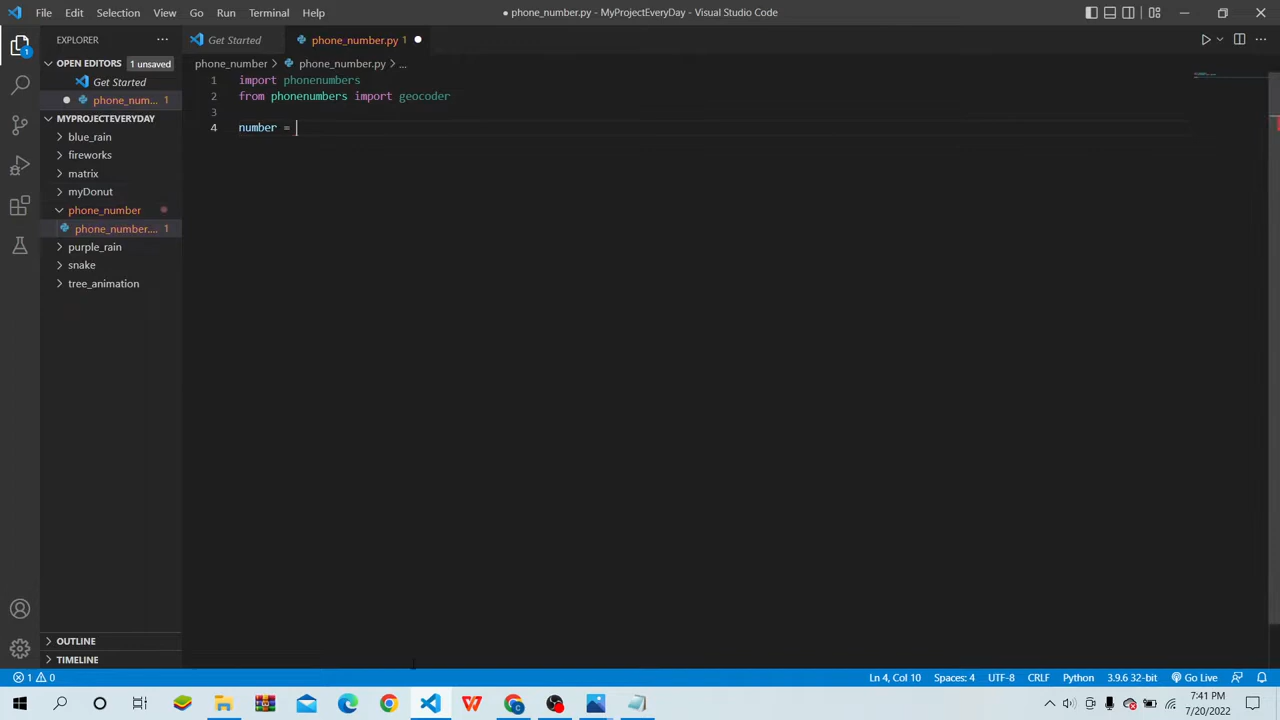 File Edit Selection View Go Run Terminal Help
● phone_number.py - MyProjectEveryDay - Visual Studio Code
EXPLORER ...
Get Started
phone_number.py 1 ●
OPEN EDITORS 1 unsaved
Get Started
● phone_num... 1
MYPROJECTEVERYDAY
blue_rain
fireworks
matrix
myDonut
phone_number
phone_number.... 1
purple_rain
snake
tree_animation
OUTLINE
TIMELINE
phone_number > phone_number.py > ...
1 import phonenumbers
2 from phonenumbers import geocoder
3
4 number =
1 0
Ln 4, Col 10 Spaces: 4 UTF-8 CRLF Python 3.9.6 32-bit Go Live
7:41 PM
7/20/2022